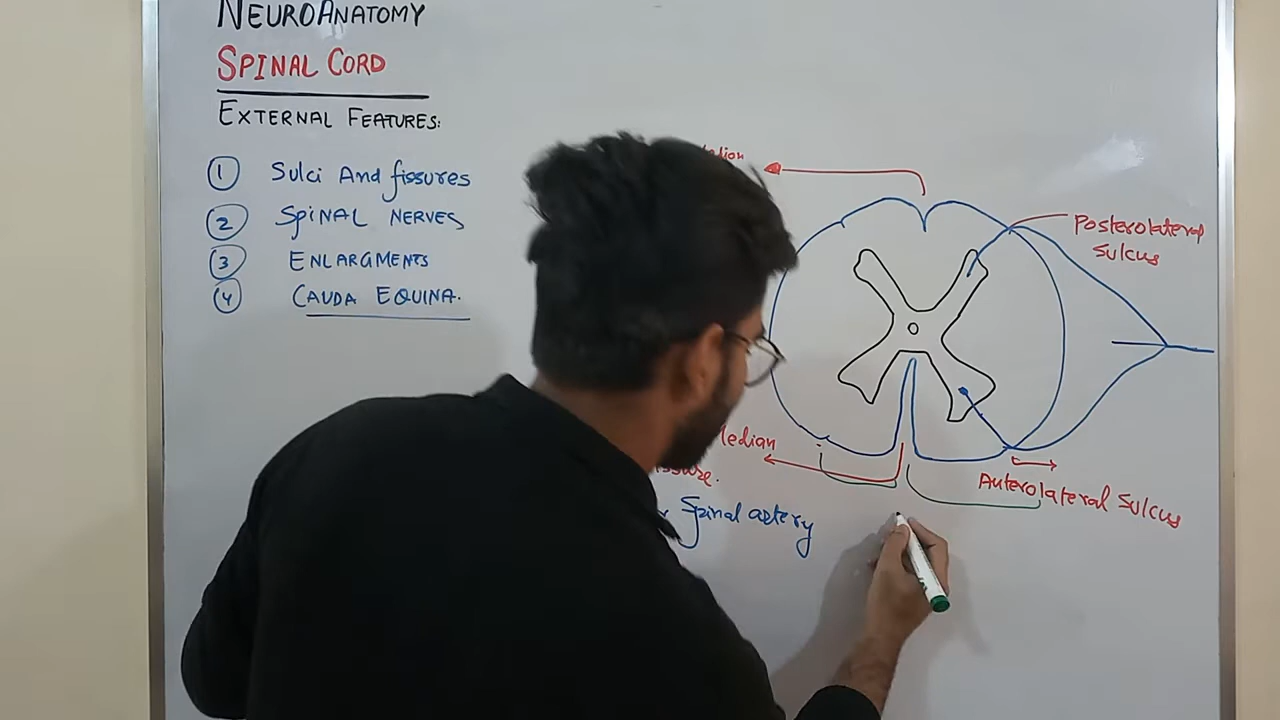 NEUROANATOMY
SPINAL CORD
EXTERNAL FEATURES:
1 Sulci And fissures
2 SPINAL NERVES
3 ENLARGMENTS
4 CAUDA EQUINA.
Posterolateral
Sulcus
Median
Anterolateral Sulcus
Spinal artery